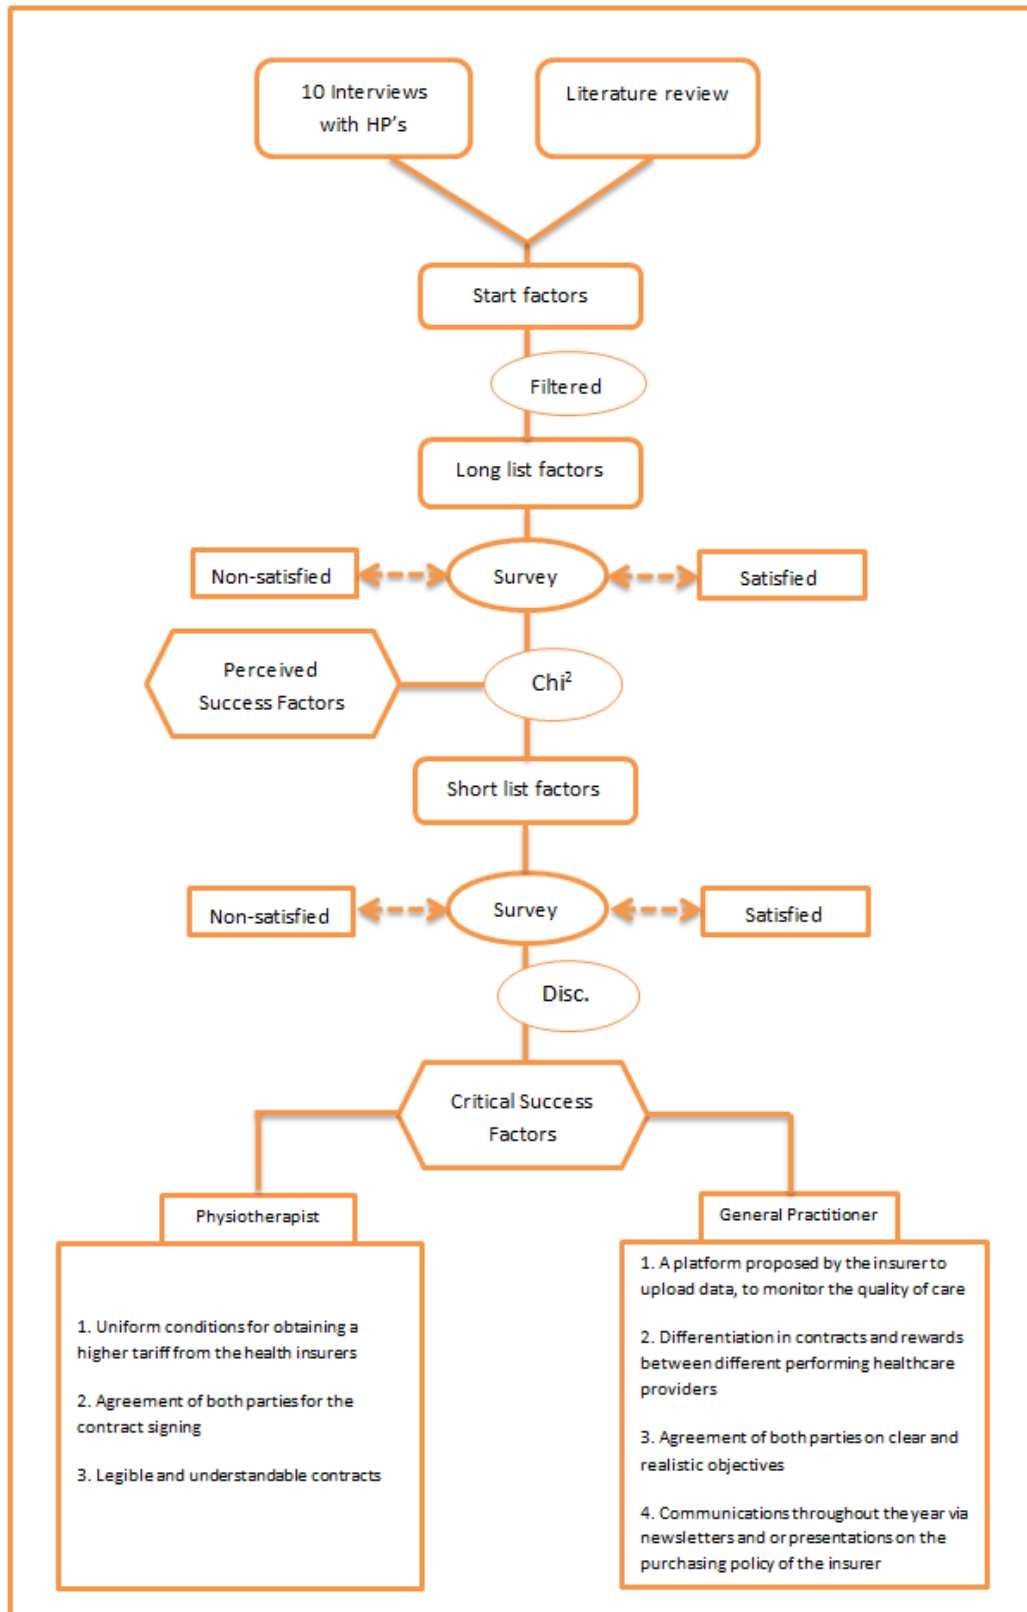 10 Interviews
with HP's
Literature review
Start factors
Filtered
Long list factors
Non-satisfied
Survey
Satisfied
Perceived
Success Factors
Chi²
Short list factors
Non-satisfied
Survey
Satisfied
Disc.
Critical Success
Factors
Physiotherapist
1. Uniform conditions for obtaining a
higher tariff from the health insurers
2. Agreement of both parties for the
contract signing
3. Legible and understandable contracts
General Practitioner
1. A platform proposed by the insurer to
upload data, to monitor the quality of care
2. Differentiation in contracts and rewards
between different performing healthcare
providers
3. Agreement of both parties on clear and
realistic objectives
4. Communications throughout the year via
newsletters and or presentations on the
purchasing policy of the insurer